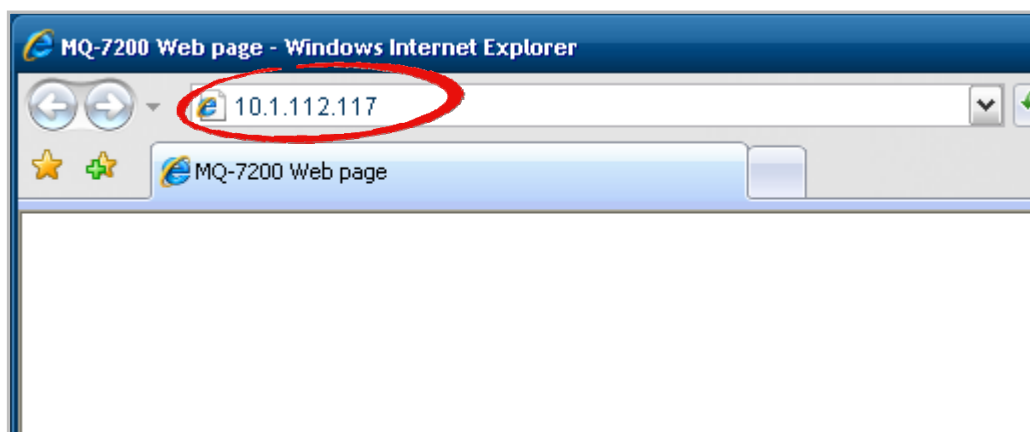 MQ-7200 Web page - Windows Internet Explorer
10.1.112.117
MQ-7200 Web page